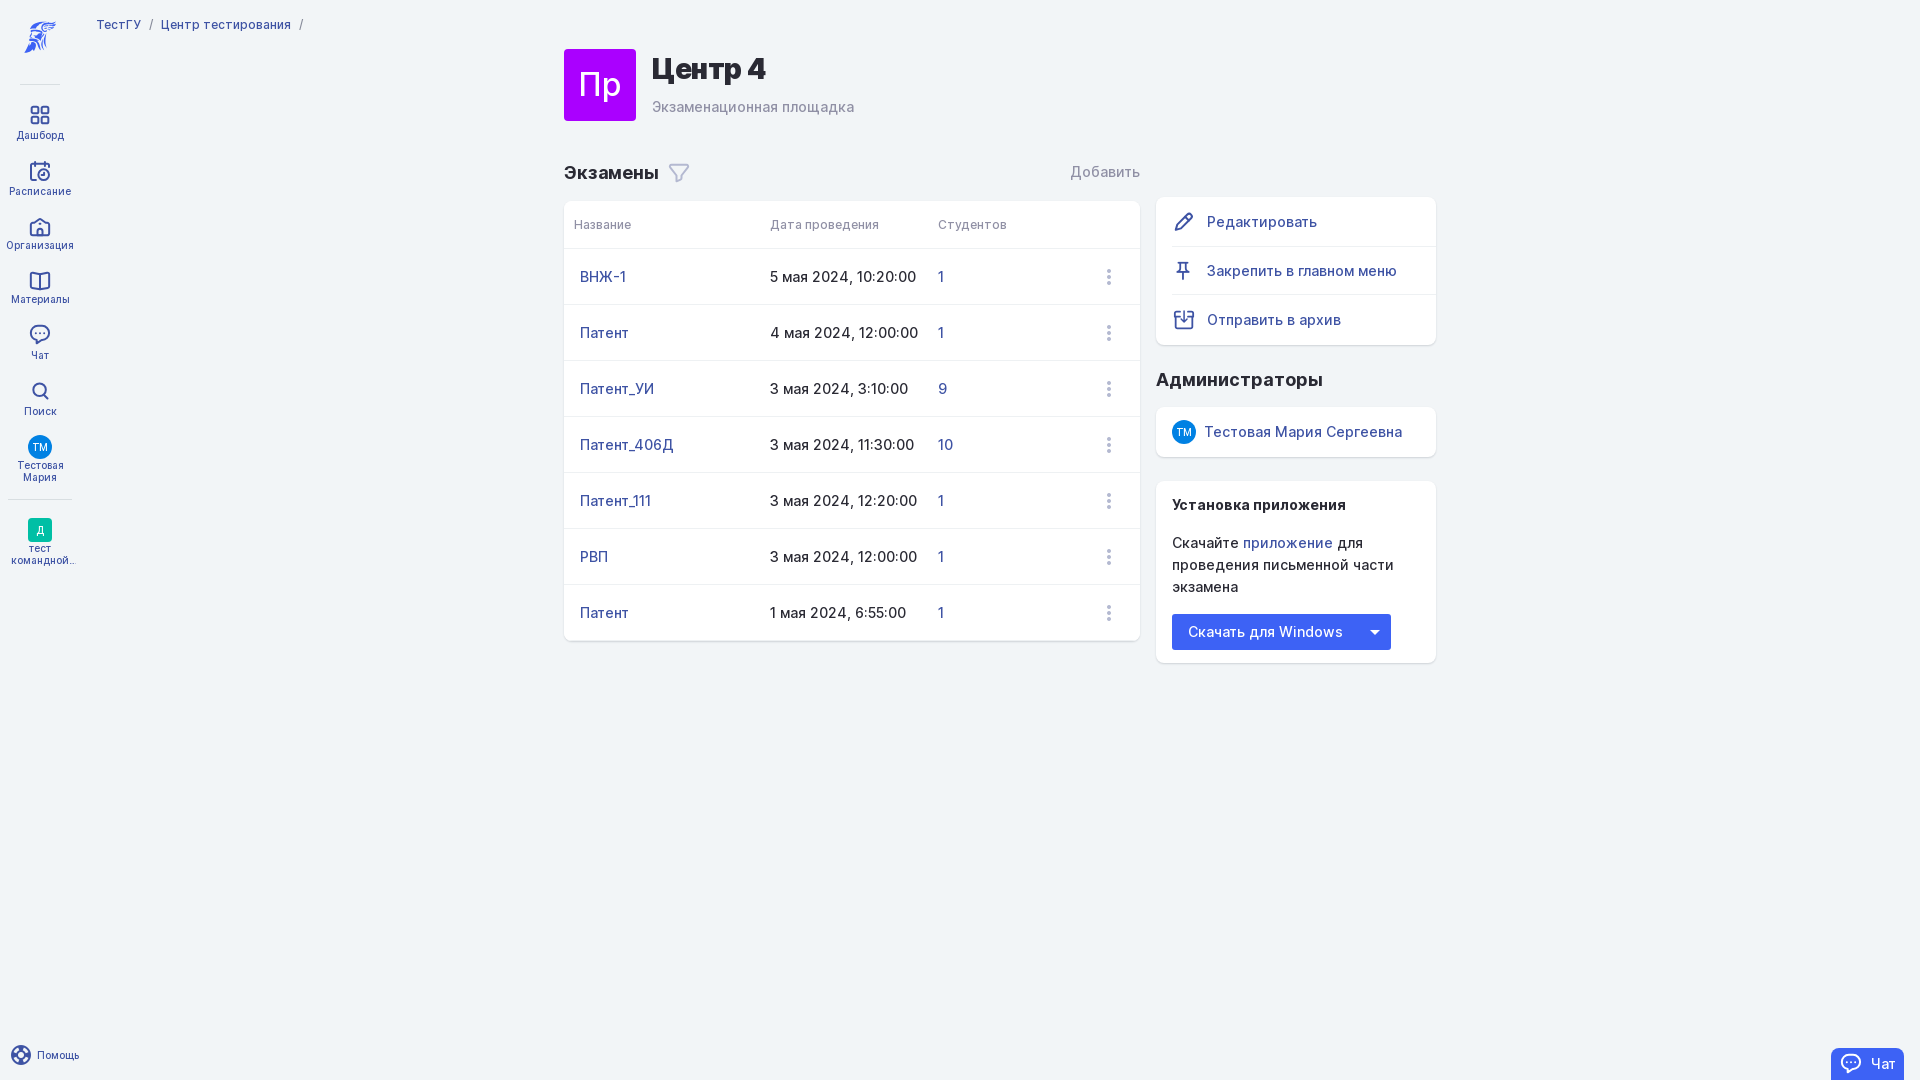 ТестГУ / Центр тестирования /
Пр
Центр 4
Экзаменационная площадка
Дашборд
Расписание
Организация
Материалы
Чат
Поиск
ТМ
Тестовая
Мария
Д
тест
командной...
Помощь
Экзамены
Добавить
Название Дата проведения Студентов
ВНЖ-1 5 мая 2024, 10:20:00 1
Патент 4 мая 2024, 12:00:00 1
Патент_УИ 3 мая 2024, 3:10:00 9
Патент_406Д 3 мая 2024, 11:30:00 10
Патент_111 3 мая 2024, 12:20:00 1
РВП 3 мая 2024, 12:00:00 1
Патент 1 мая 2024, 6:55:00 1
Редактировать
Закрепить в главном меню
Отправить в архив
Администраторы
ТМ Тестовая Мария Сергеевна
Установка приложения
Скачайте приложение для
проведения письменной части
экзамена
Скачать для Windows
Чат